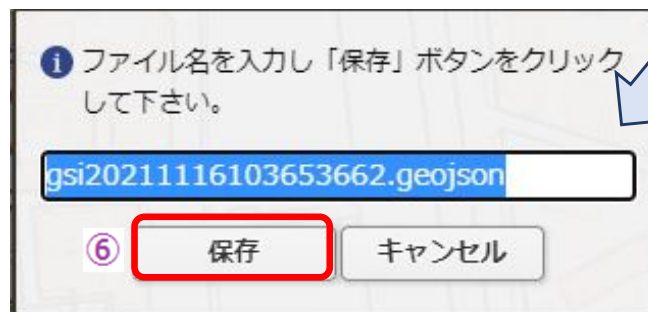 ファイル名を入力し「保存」ボタンをクリック
して下さい。
gsi20211116103653662.geojson
⑥ 保存 キャンセル